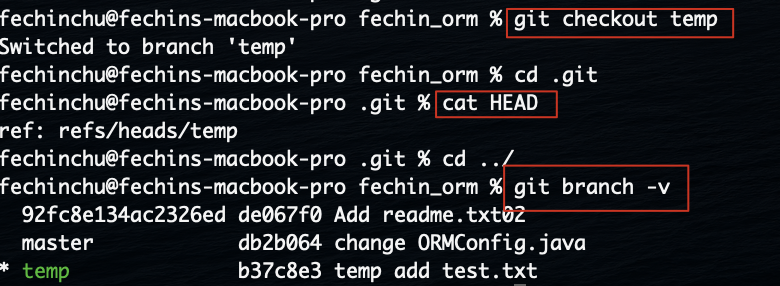 fechinchu@fechins-macbook-pro fechin_orm % git checkout temp
Switched to branch 'temp'
fechinchu@fechins-macbook-pro fechin_orm % cd .git
fechinchu@fechins-macbook-pro .git % cat HEAD
ref: refs/heads/temp
fechinchu@fechins-macbook-pro .git % cd ../
fechinchu@fechins-macbook-pro fechin_orm % git branch -v
92fc8e134ac2326ed de067f0 Add readme.txt02
master db2b064 change ORMConfig.java
* temp b37c8e3 temp add test.txt